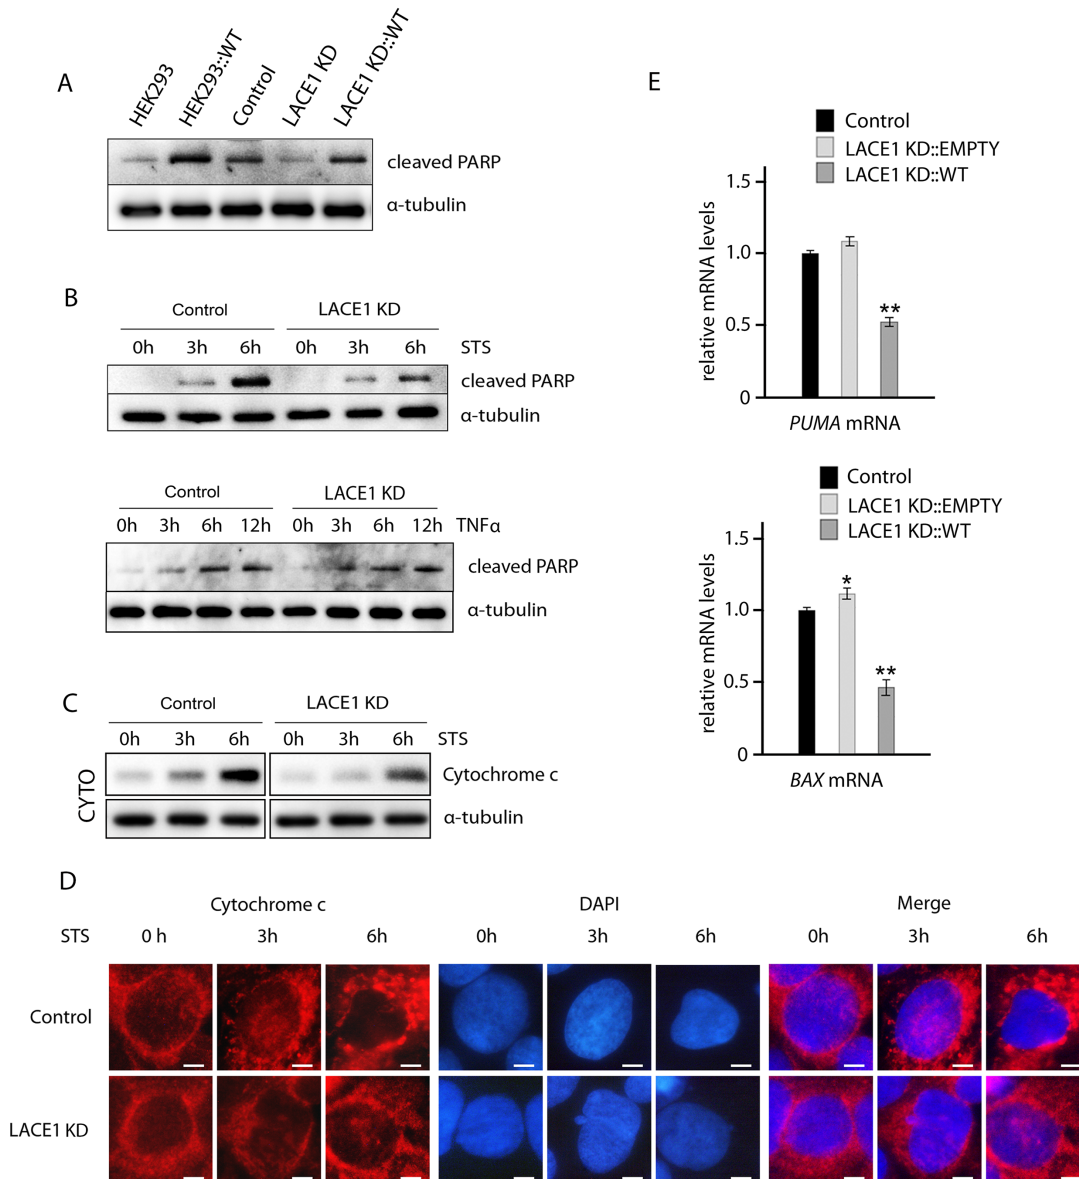 A
HEK293
HEK293::WT
Control
LACE1 KD
LACE1 KD::WT
cleaved PARP
α-tubulin
B
Control LACE1 KD
0h 3h 6h 0h 3h 6h STS
cleaved PARP
α-tubulin
Control LACE1 KD
0h 3h 6h 12h 0h 3h 6h 12h TNFα
cleaved PARP
α-tubulin
C
Control LACE1 KD
0h 3h 6h 0h 3h 6h STS
CYTO
Cytochrome c
α-tubulin
D
Cytochrome c DAPI Merge
STS 0 h 3h 6h 0h 3h 6h 0h 3h 6h
Control
LACE1 KD
E
Control
LACE1 KD::EMPTY
LACE1 KD::WT
relative mRNA levels
1.5
1.0
0.5
0
**
PUMA mRNA
Control
LACE1 KD::EMPTY
LACE1 KD::WT
relative mRNA levels
1.5
1.0
0.5
0
*
**
BAX mRNA